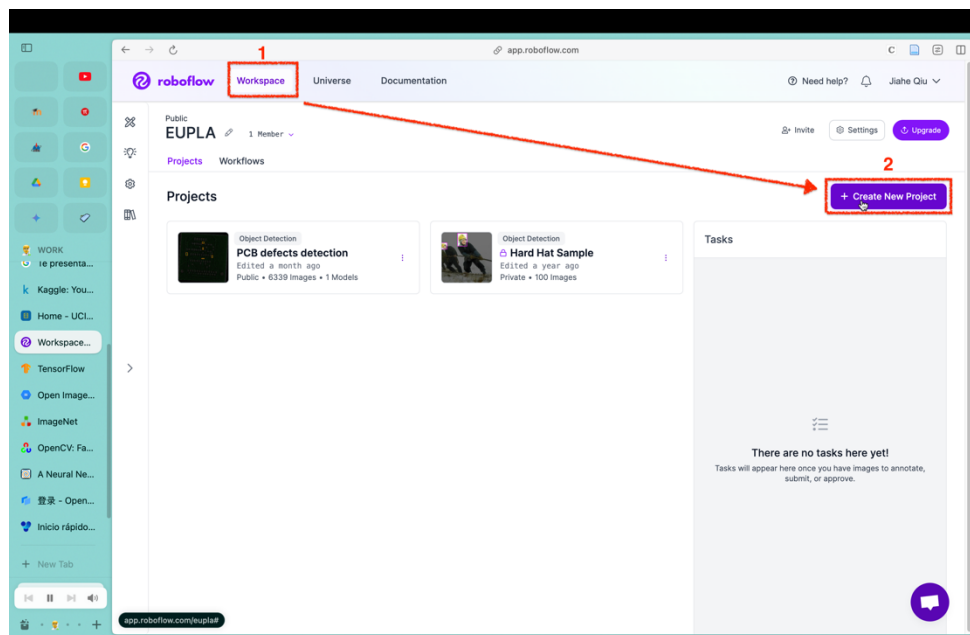 1
app.roboflow.com
roboflow
Workspace
Universe
Documentation
Need help?
Jiahe Qiu
Public
EUPLA
1 Member
Invite
Settings
Upgrade
Projects
Workflows
2
Projects
+ Create New Project
Object Detection
PCB defects detection
Edited a month ago
Public • 6339 Images • 1 Models
Object Detection
Hard Hat Sample
Edited a year ago
Private • 100 Images
Tasks
There are no tasks here yet!
Tasks will appear here once you have images to annotate,
submit, or approve.
WORK
Kaggle: You...
Home - UCI...
Workspace...
TensorFlow
Open Image...
ImageNet
OpenCV: Fa...
A Neural Ne...
登录 - Open...
Inicio rápido...
+ New Tab
app.roboflow.com/eupla#